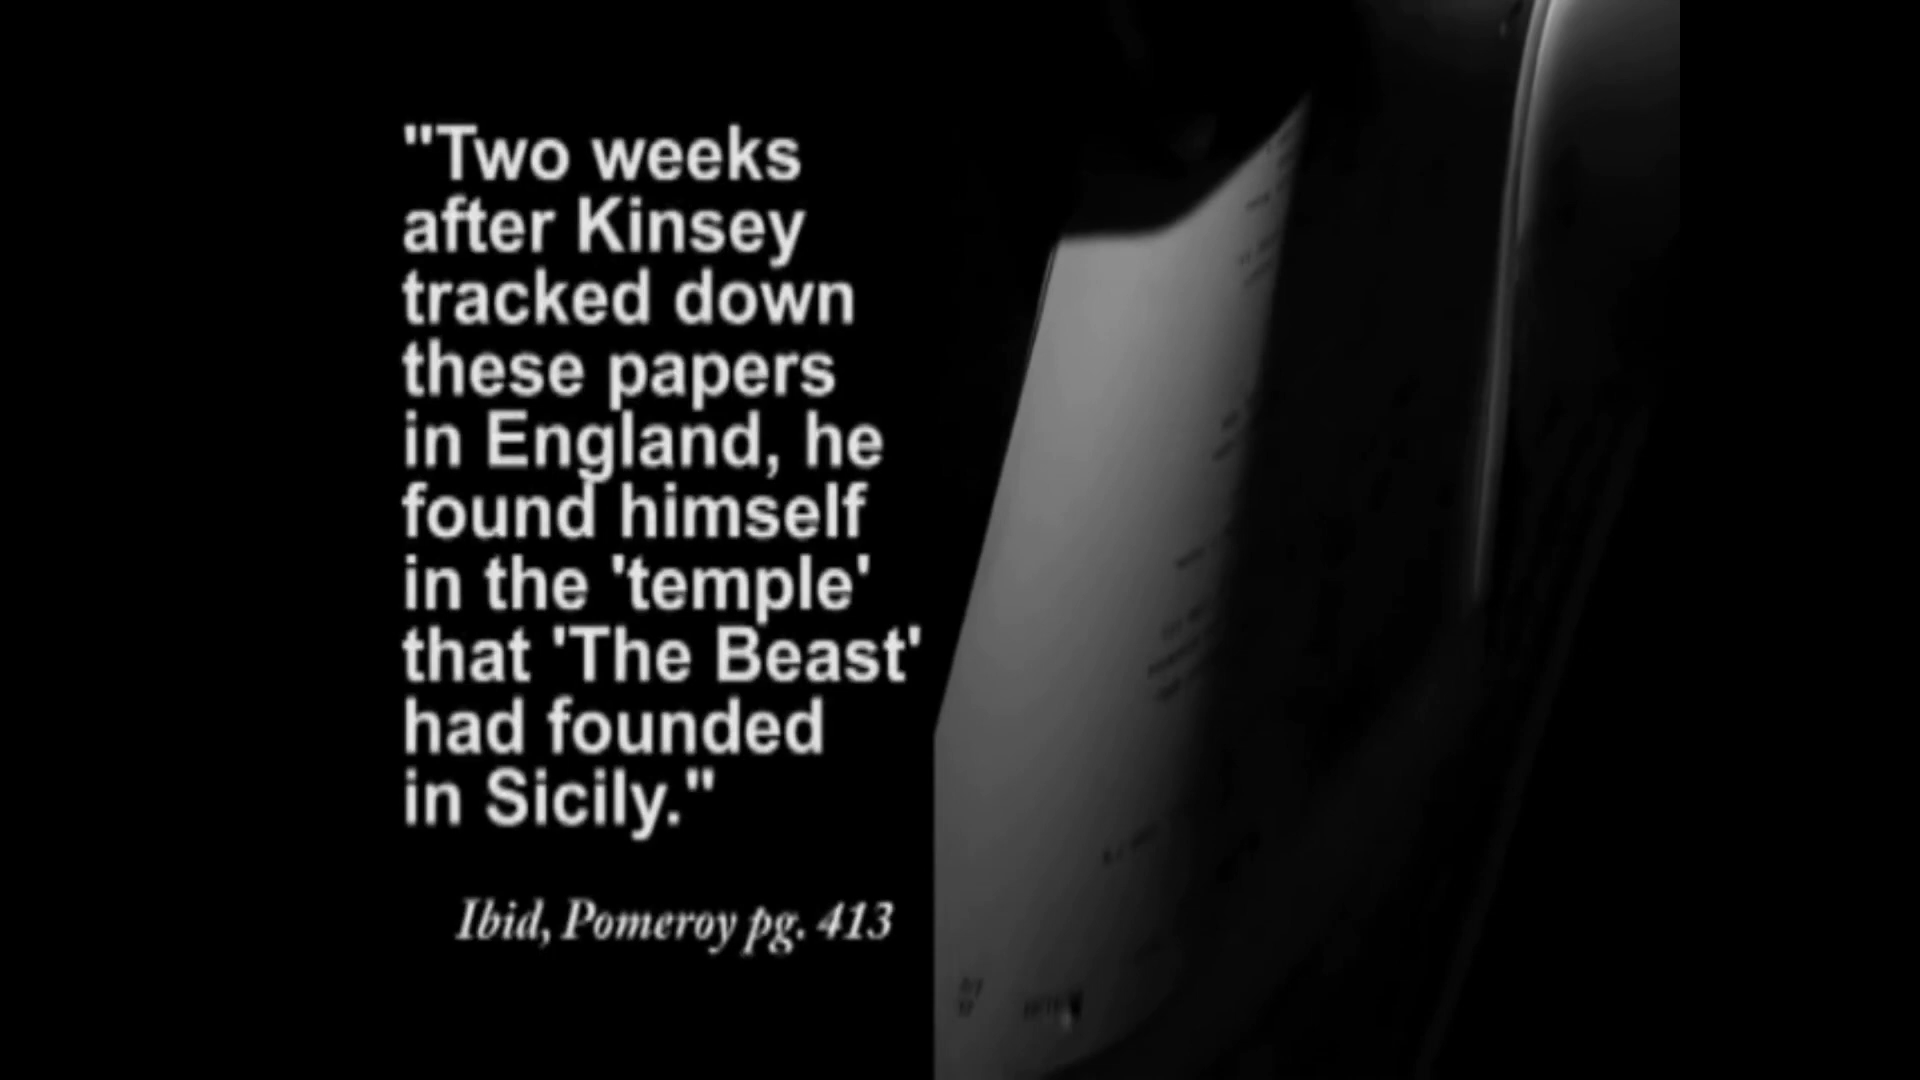 "Two weeks
after Kinsey
tracked down
these papers
in England, he
found himself
in the 'temple'
that 'The Beast'
had founded
in Sicily."
Ibid, Pomeroy pg. 413